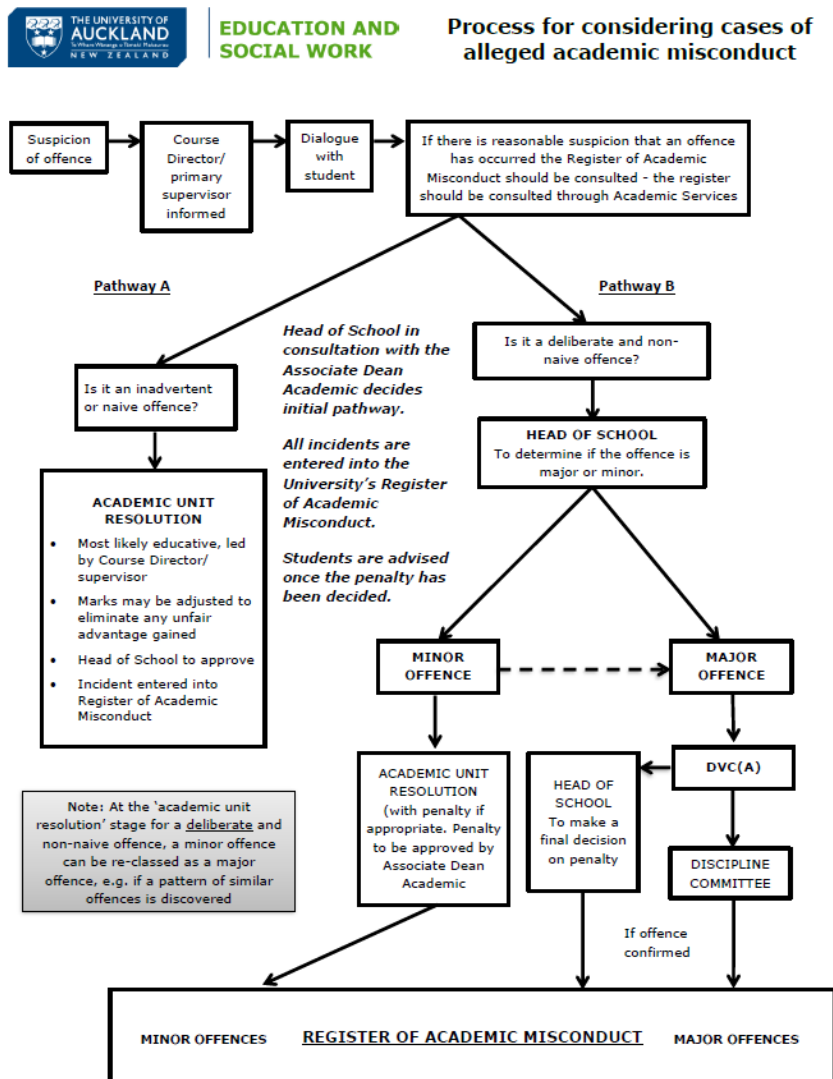 THE UNIVERSITY OF
AUCKLAND
Te Whare Wānanga o Tāmaki Makaurau
NEW ZEALAND
EDUCATION AND
SOCIAL WORK
Process for considering cases of
alleged academic misconduct
Suspicion
of offence
Course
Director/
primary
supervisor
informed
Dialogue
with
student
If there is reasonable suspicion that an offence
has occurred the Register of Academic
Misconduct should be consulted - the register
should be consulted through Academic Services
Pathway A
Pathway B
Head of School in
consultation with the
Associate Dean
Academic decides
initial pathway.
All incidents are
entered into the
University's Register
of Academic
Misconduct.
Students are advised
once the penalty has
been decided.
Is it an inadvertent
or naive offence?
Is it a deliberate and non-
naive offence?
HEAD OF SCHOOL
To determine if the offence is
major or minor.
ACADEMIC UNIT
RESOLUTION
• Most likely educative, led
by Course Director/
supervisor
• Marks may be adjusted to
eliminate any unfair
advantage gained
• Head of School to approve
• Incident entered into
Register of Academic
Misconduct
MINOR
OFFENCE
MAJOR
OFFENCE
ACADEMIC UNIT
RESOLUTION
(with penalty if
appropriate. Penalty
to be approved by
Associate Dean
Academic
HEAD OF
SCHOOL
To make a
final decision
on penalty
DVC(A)
DISCIPLINE
COMMITTEE
Note: At the ‘academic unit
resolution’ stage for a deliberate and
non-naive offence, a minor offence
can be re-classed as a major
offence, e.g. if a pattern of similar
offences is discovered
If offence
confirmed
MINOR OFFENCES REGISTER OF ACADEMIC MISCONDUCT MAJOR OFFENCES